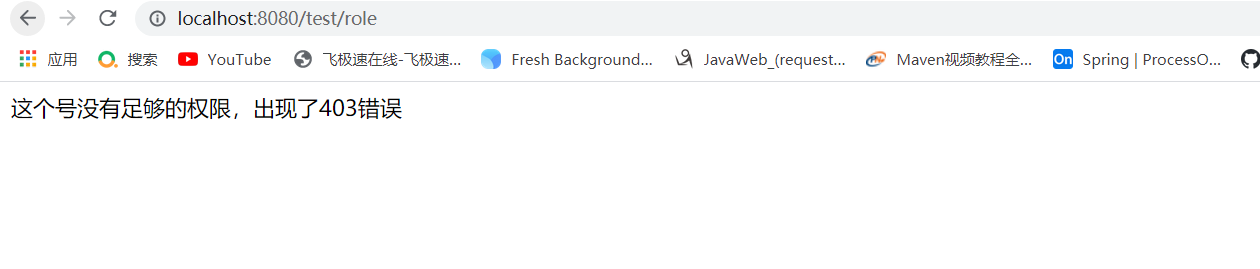 localhost:8080/test/role
应用 搜索 YouTube 飞极速在线-飞极速... Fresh Background... JavaWeb_(request... Maven视频教程全... On Spring | ProcessO...
这个号没有足够的权限，出现了403错误